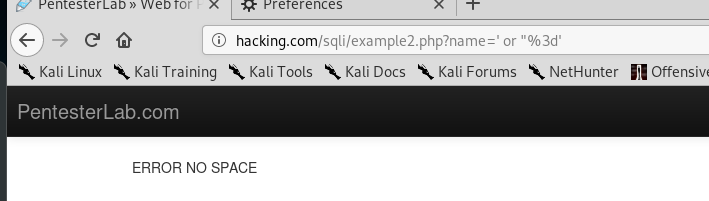 PentesterLab » Web for P
Preferences
hacking.com/sqli/example2.php?name=' or ''%3d'
Kali Linux Kali Training Kali Tools Kali Docs Kali Forums NetHunter Offensive
PentesterLab.com
ERROR NO SPACE